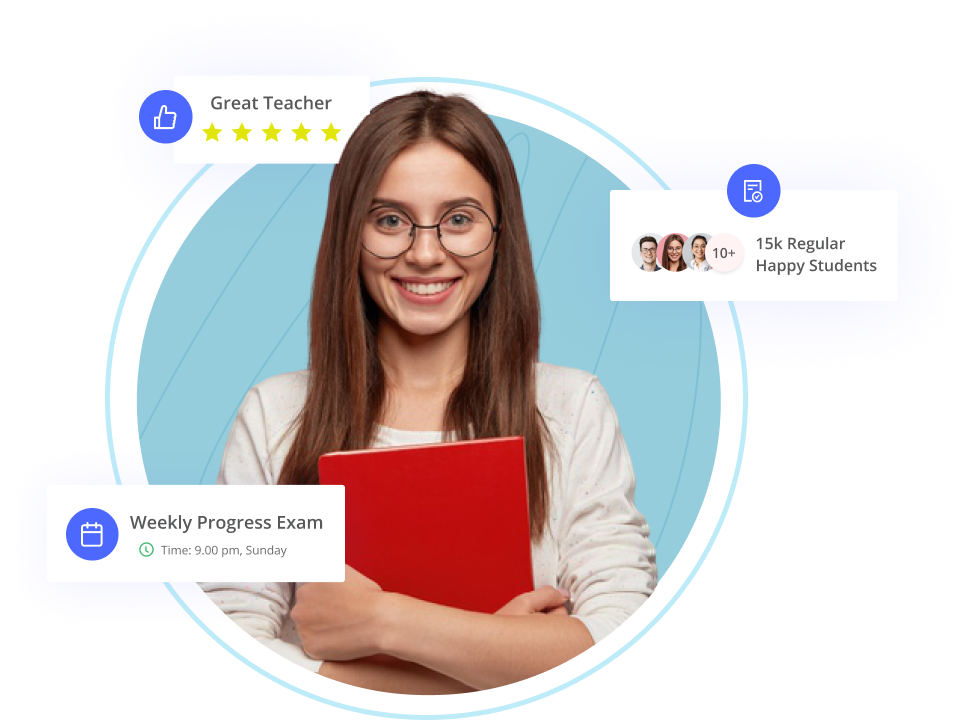 Great Teacher
10+
15k Regular
Happy Students
Weekly Progress Exam
Time: 9.00 pm, Sunday